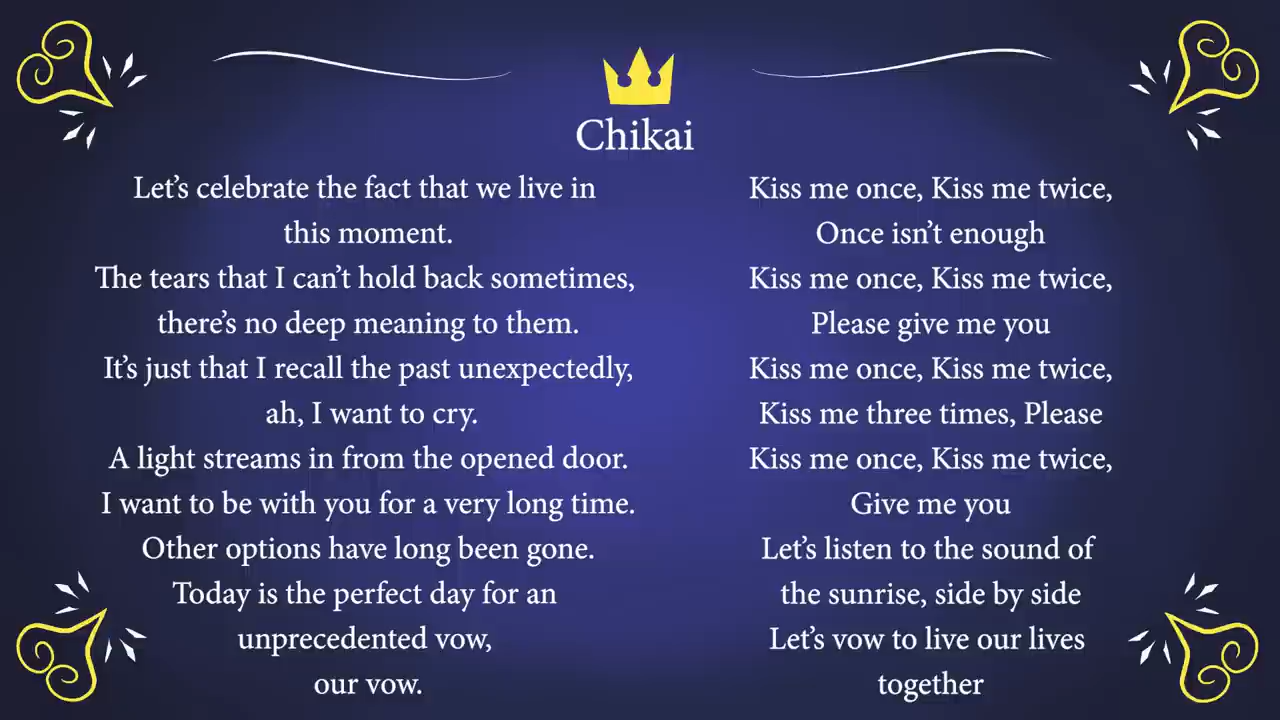 Chikai
Let's celebrate the fact that we live in
this moment.
The tears that I can't hold back sometimes,
there's no deep meaning to them.
It's just that I recall the past unexpectedly,
ah, I want to cry.
A light streams in from the opened door.
I want to be with you for a very long time.
Other options have long been gone.
Today is the perfect day for an
unprecedented vow,
our vow.
Kiss me once, Kiss me twice,
Once isn't enough
Kiss me once, Kiss me twice,
Please give me you
Kiss me once, Kiss me twice,
Kiss me three times, Please
Kiss me once, Kiss me twice,
Give me you
Let's listen to the sound of
the sunrise, side by side
Let's vow to live our lives
together